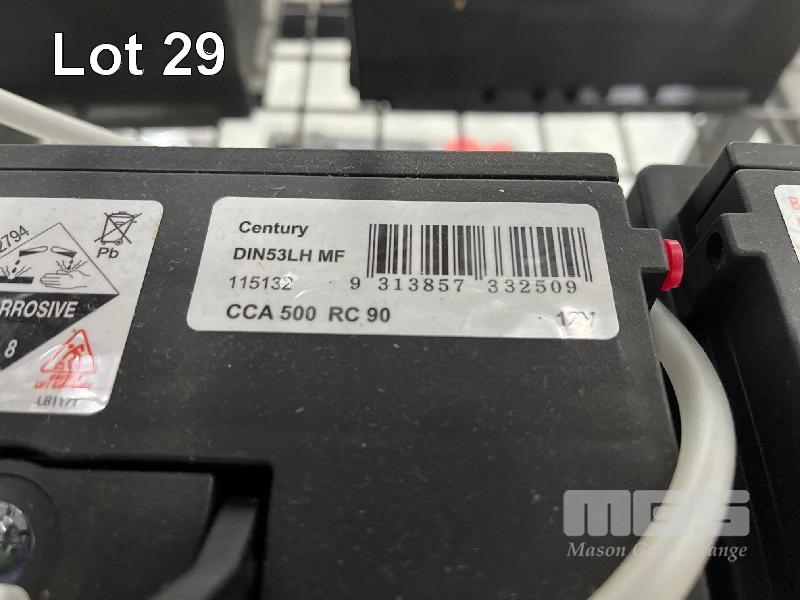 Lot 29
Century
DIN53LH MF
115132
9 313857 332509
CCA 500 RC 90
12V
2794
Pb
RROSIVE
8
LB1171
MGS
Mason Gray Strange